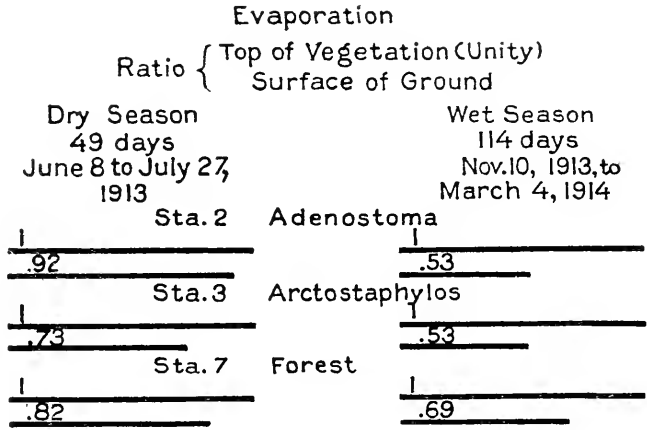 Evaporation
Ratio { Top of Vegetation (Unity)
Surface of Ground
Dry Season
49 days
June 8 to July 27,
1913
Wet Season
114 days
Nov. 10, 1913, to
March 4, 1914
Sta. 2 Adenostoma
1 1
.92 .53
Sta. 3 Arctostaphylos
1 1
.73 .53
Sta. 7 Forest
1 1
.82 .69